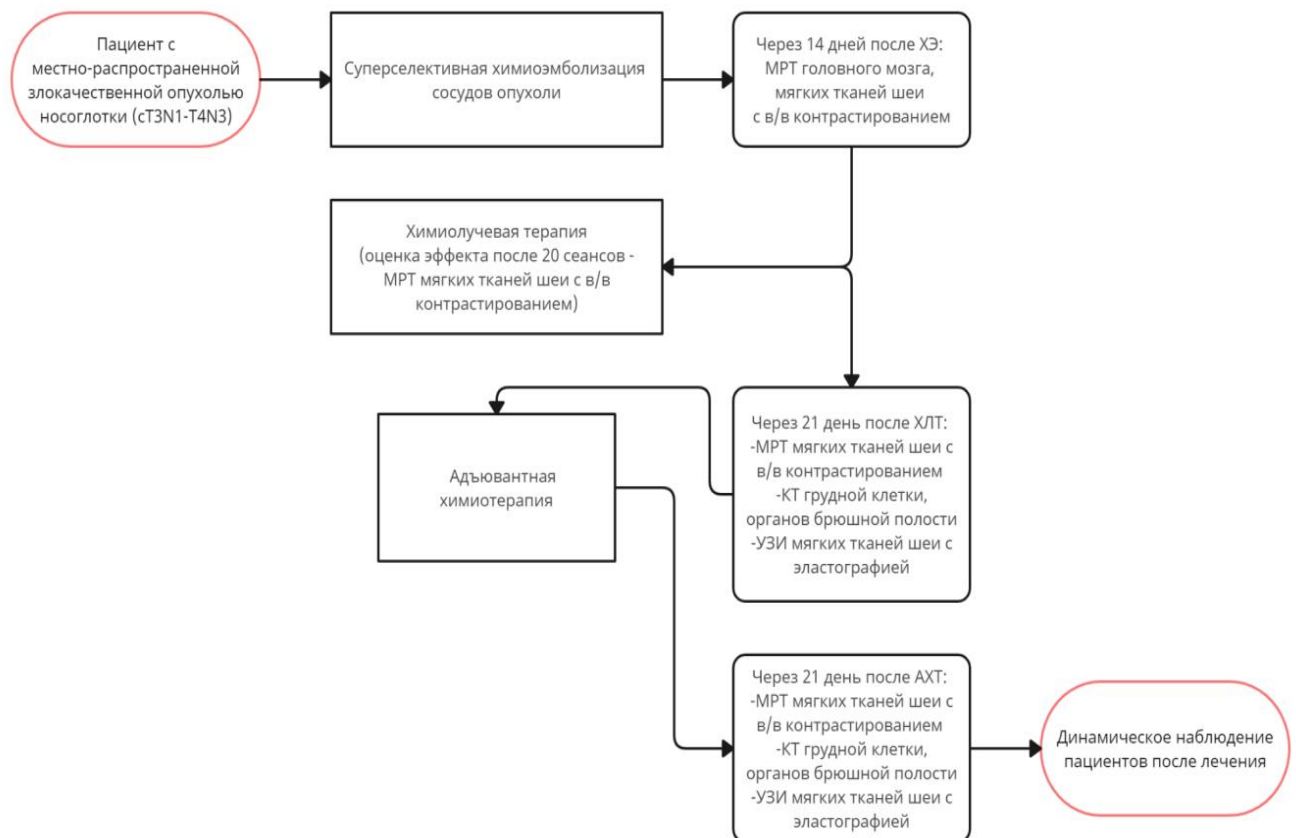 Пациент с
местно-распространенной
злокачественной опухолью
носоглотки (cT3N1-T4N3)
Суперселективная химиоэмболизация
сосудов опухоли
Через 14 дней после ХЭ:
МРТ головного мозга,
мягких тканей шеи
с в/в контрастированием
Химиолучевая терапия
(оценка эффекта после 20 сеансов -
МРТ мягких тканей шеи с в/в
контрастированием)
Через 21 день после ХЛТ:
-МРТ мягких тканей шеи с
в/в контрастированием
-КТ грудной клетки,
органов брюшной полости
-УЗИ мягких тканей шеи с
эластографией
Адъювантная
химиотерапия
Через 21 день после АХТ:
-МРТ мягких тканей шеи с
в/в контрастированием
-КТ грудной клетки,
органов брюшной полости
-УЗИ мягких тканей шеи с
эластографией
Динамическое наблюдение
пациентов после лечения